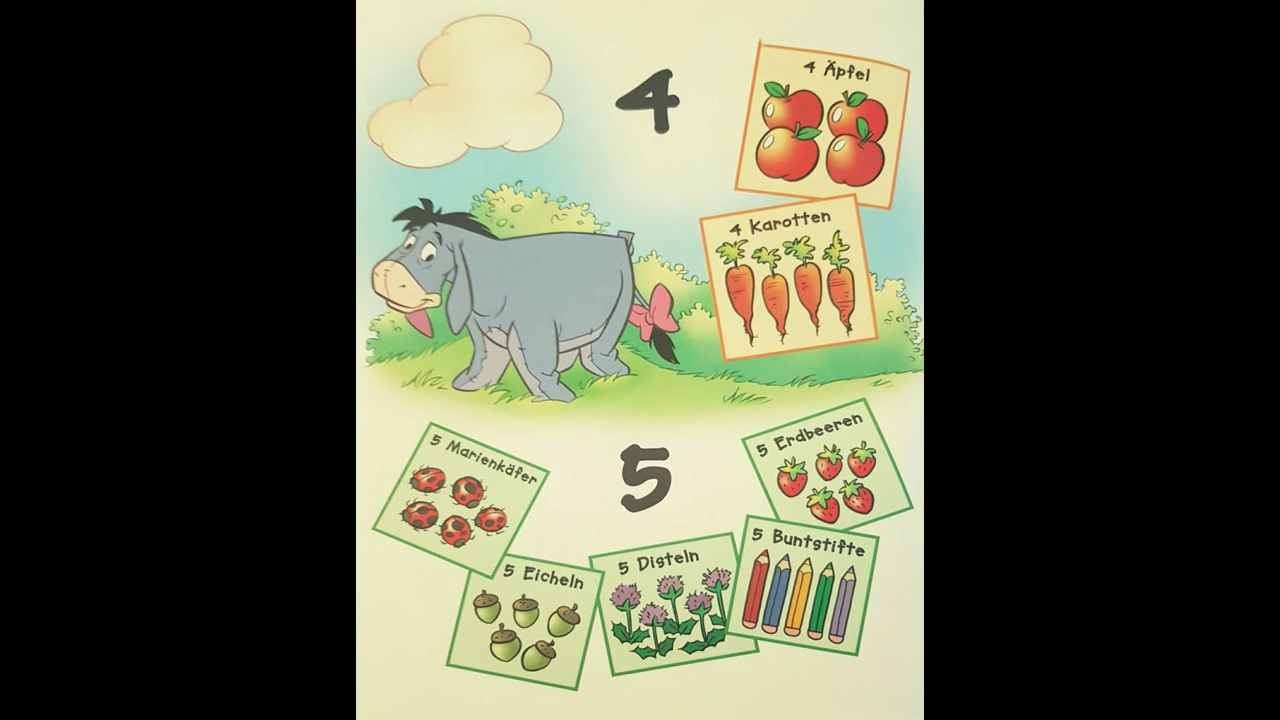 4
4 Äpfel
4 Karotten
5
5 Marienkäfer
5 Erdbeeren
5 Eicheln
5 Disteln
5 Buntstifte